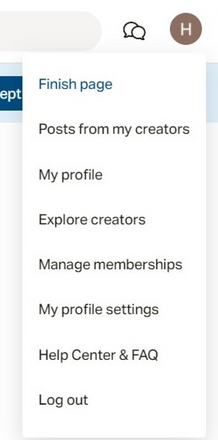 H
ept
Finish page
Posts from my creators
My profile
Explore creators
Manage memberships
My profile settings
Help Center & FAQ
Log out